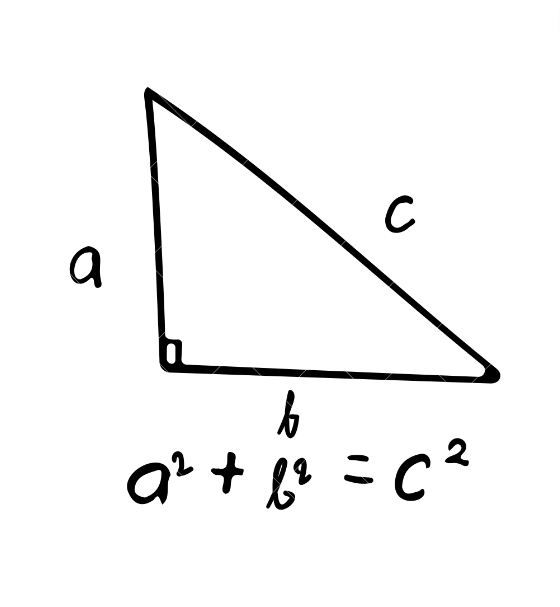 a
c
b
a² + b² = c²